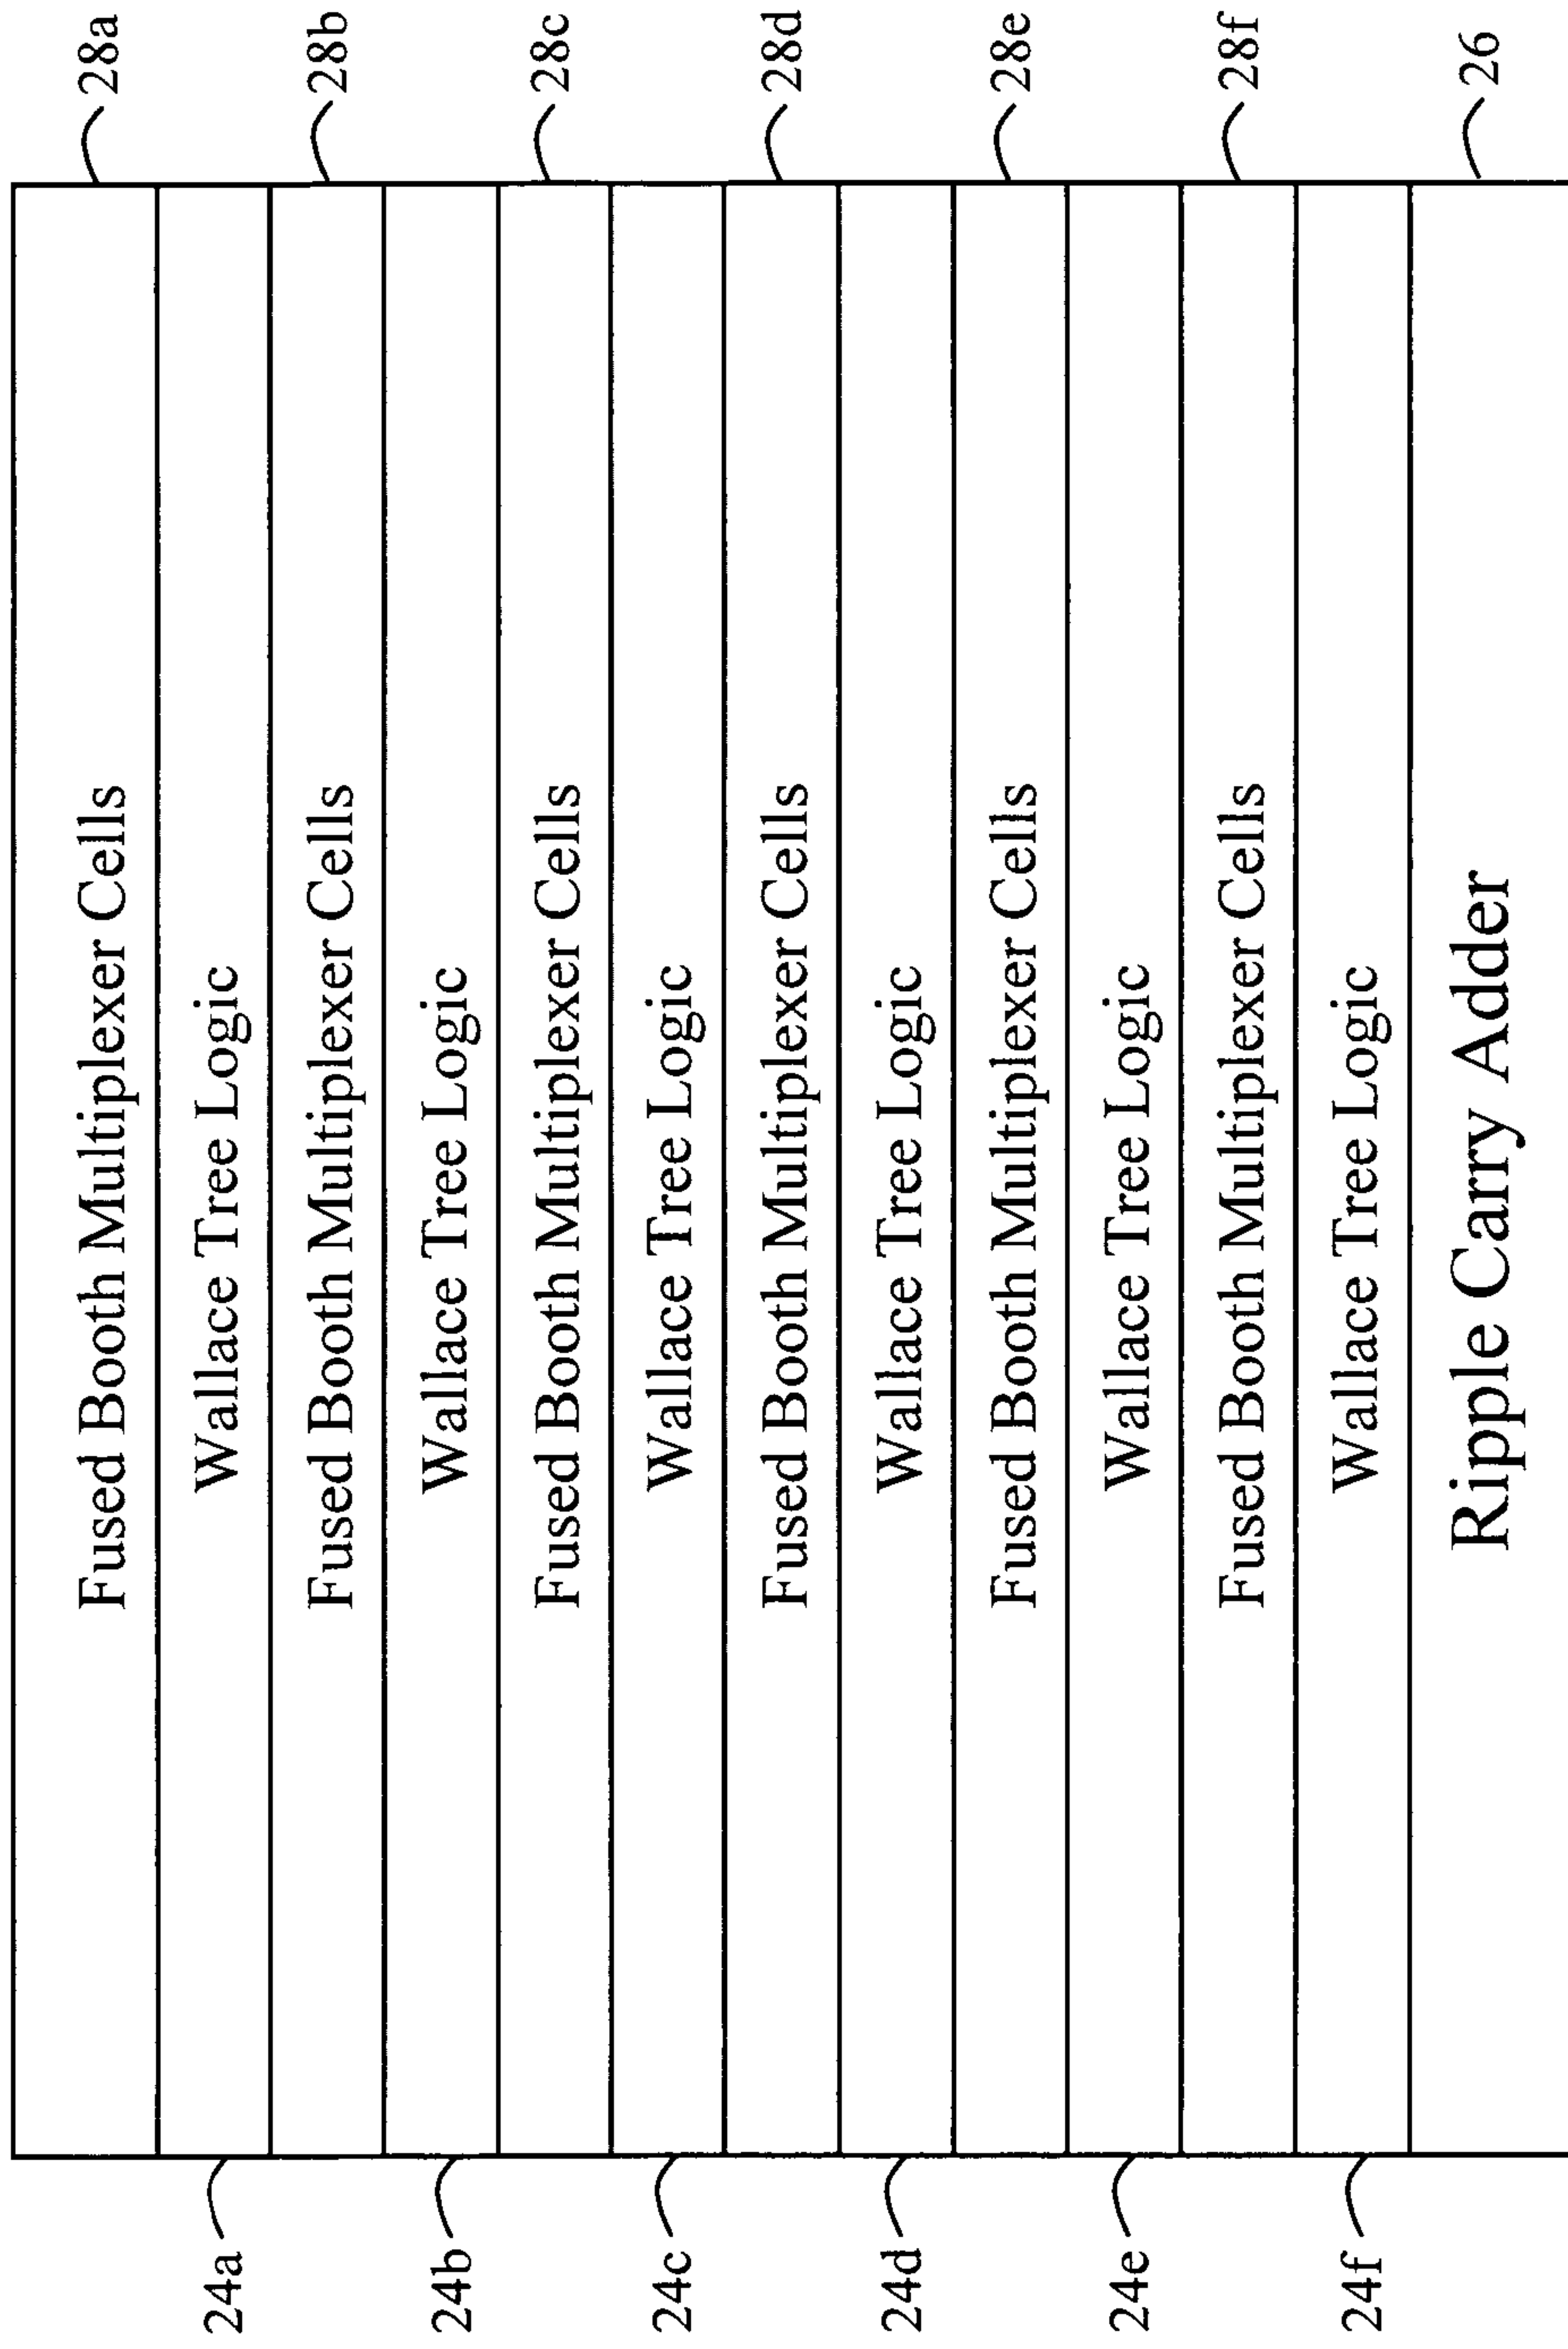 Fused Booth Multiplexer Cells 28a
24a Wallace Tree Logic
Fused Booth Multiplexer Cells 28b
24b Wallace Tree Logic
Fused Booth Multiplexer Cells 28c
24c Wallace Tree Logic
Fused Booth Multiplexer Cells 28d
24d Wallace Tree Logic
Fused Booth Multiplexer Cells 28e
24e Wallace Tree Logic
Fused Booth Multiplexer Cells 28f
24f Wallace Tree Logic
Ripple Carry Adder 26